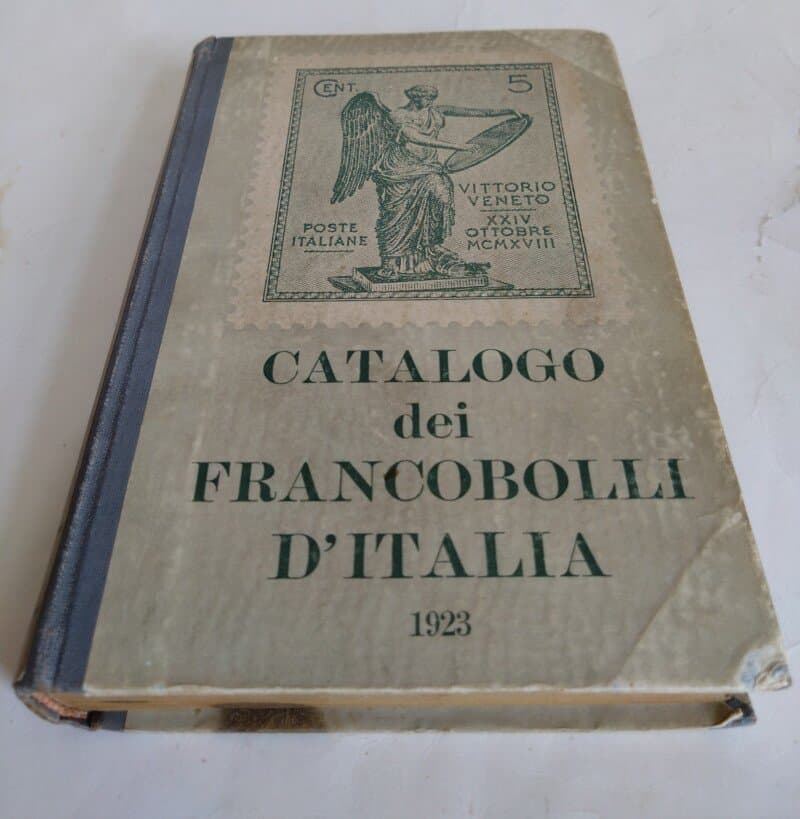 CENT. 5
VITTORIO
VENETO
XXIV
OTTOBRE
MCMXVIII
POSTE
ITALIANE
CATALOGO
dei
FRANCOBOLLI
D'ITALIA
1923